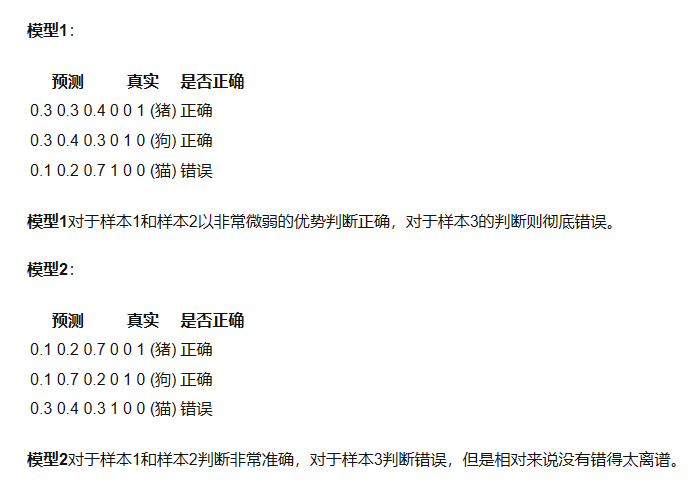 模型1：
预测 真实 是否正确
0.3 0.3 0.4 0 0 1 (猪) 正确
0.3 0.4 0.3 0 1 0 (狗) 正确
0.1 0.2 0.7 1 0 0 (猫) 错误
模型1对于样本1和样本2以非常微弱的优势判断正确，对于样本3的判断则彻底错误。
模型2：
预测 真实 是否正确
0.1 0.2 0.7 0 0 1 (猪) 正确
0.1 0.7 0.2 0 1 0 (狗) 正确
0.3 0.4 0.3 1 0 0 (猫) 错误
模型2对于样本1和样本2判断非常准确，对于样本3判断错误，但是相对来说没有错得太离谱。